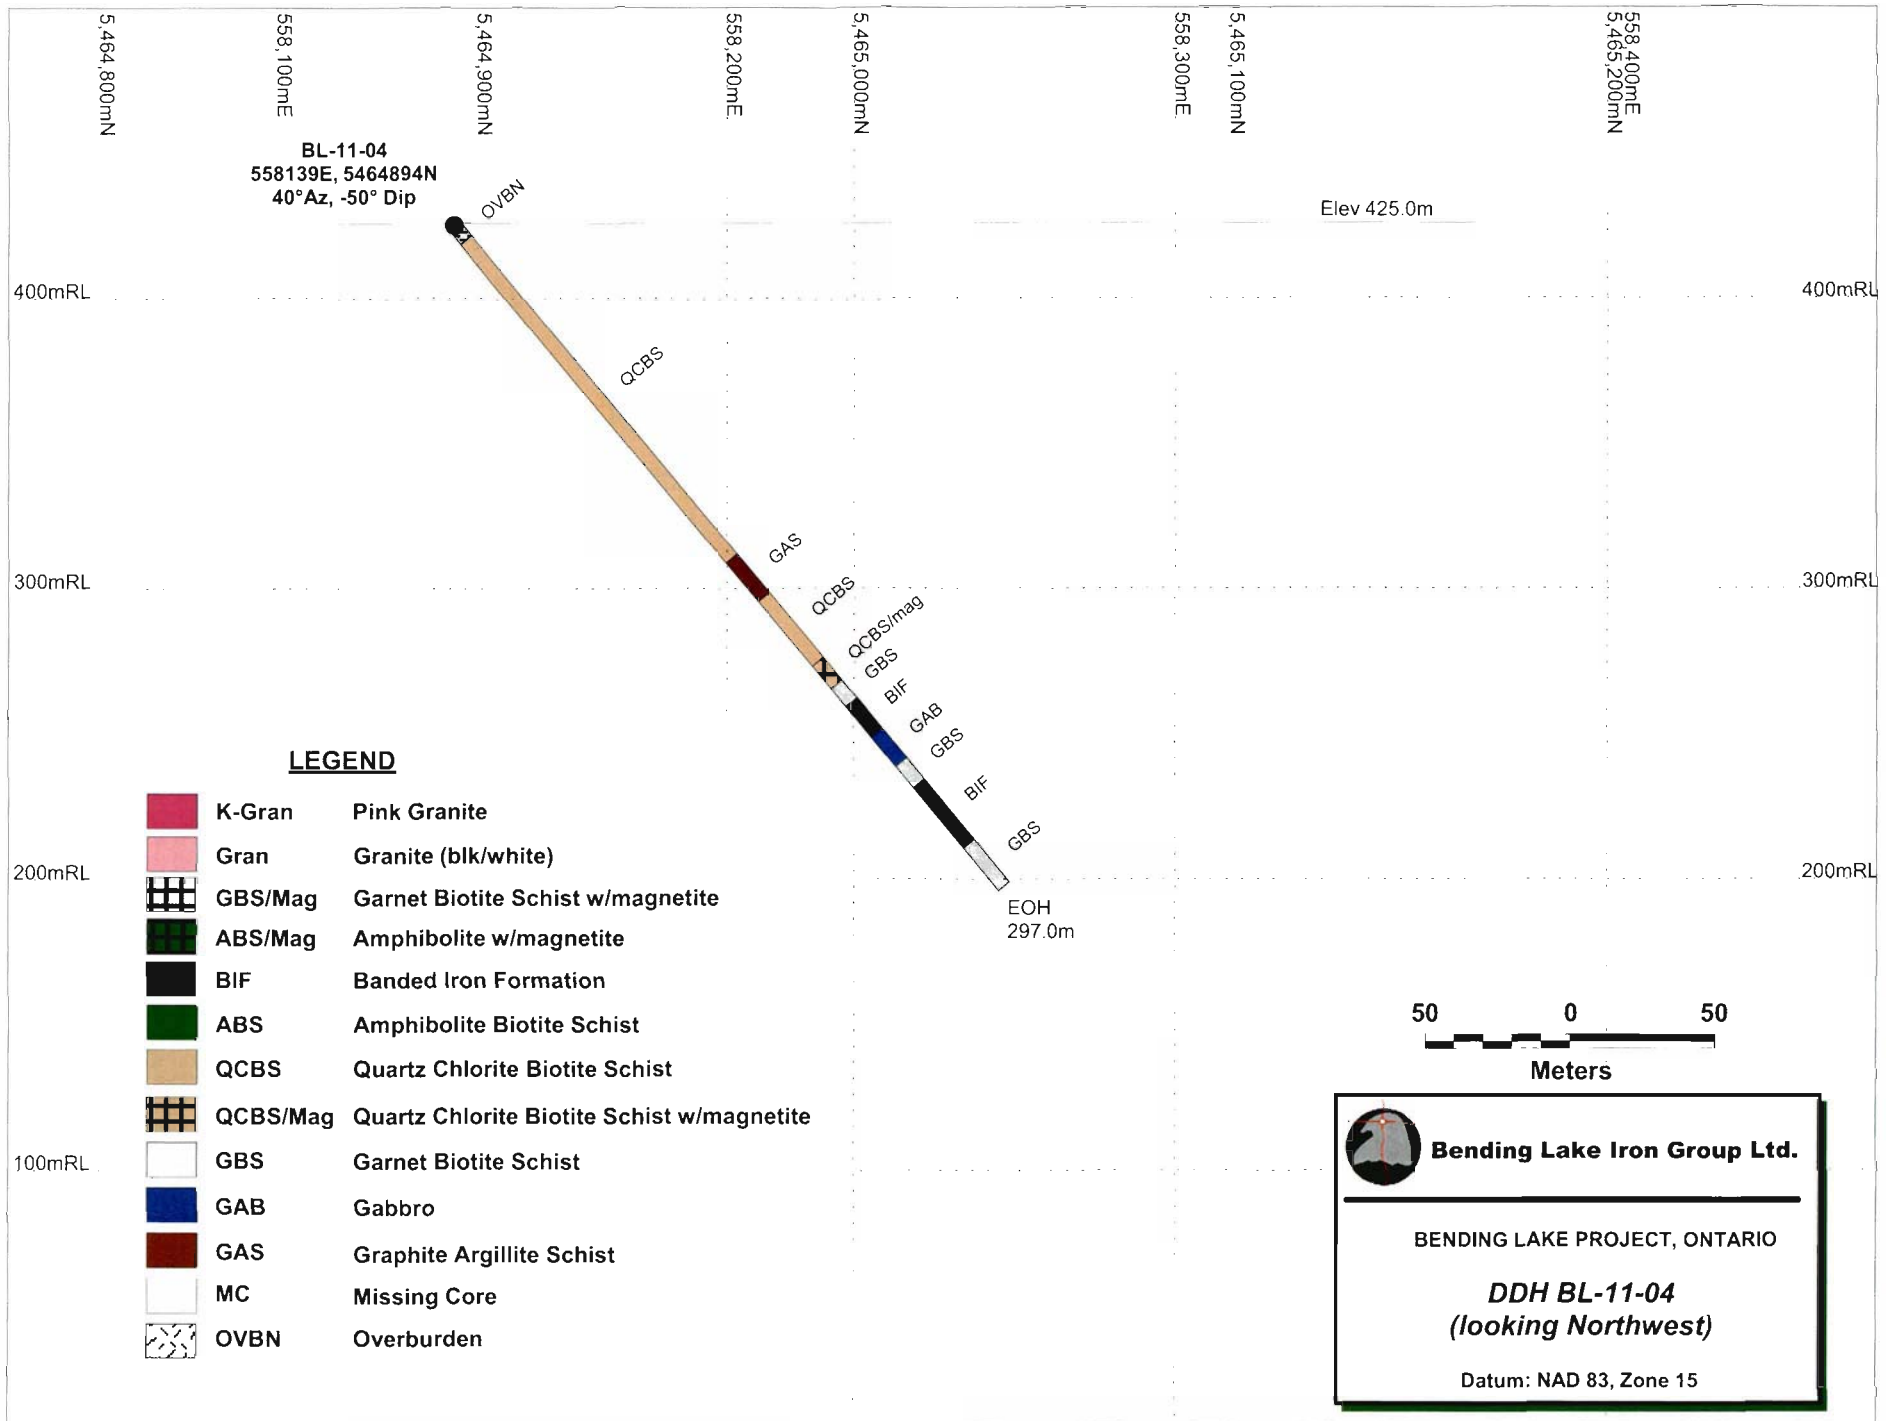 5,464,800mN
558,100mE
5,464,900mN
558,200mE
5,465,000mN
558,300mE
5,465,100mN
5,465,200mN
558,400mE
BL-11-04
558139E, 5464894N
40°Az, -50° Dip
OVBN
Elev 425.0m
400mRL
400mRL
QCBS
GAS
300mRL
300mRL
QCBS
QCBS/mag
GBS
BIF
GAB
GBS
BIF
GBS
200mRL
200mRL
EOH
297.0m
100mRL
LEGEND
K-Gran Pink Granite
Gran Granite (blk/white)
GBS/Mag Garnet Biotite Schist w/magnetite
ABS/Mag Amphibolite w/magnetite
BIF Banded Iron Formation
ABS Amphibolite Biotite Schist
QCBS Quartz Chlorite Biotite Schist
QCBS/Mag Quartz Chlorite Biotite Schist w/magnetite
GBS Garnet Biotite Schist
GAB Gabbro
GAS Graphite Argillite Schist
MC Missing Core
OVBN Overburden
50 0 50
Meters
Bending Lake Iron Group Ltd.
BENDING LAKE PROJECT, ONTARIO
DDH BL-11-04
(looking Northwest)
Datum: NAD 83, Zone 15